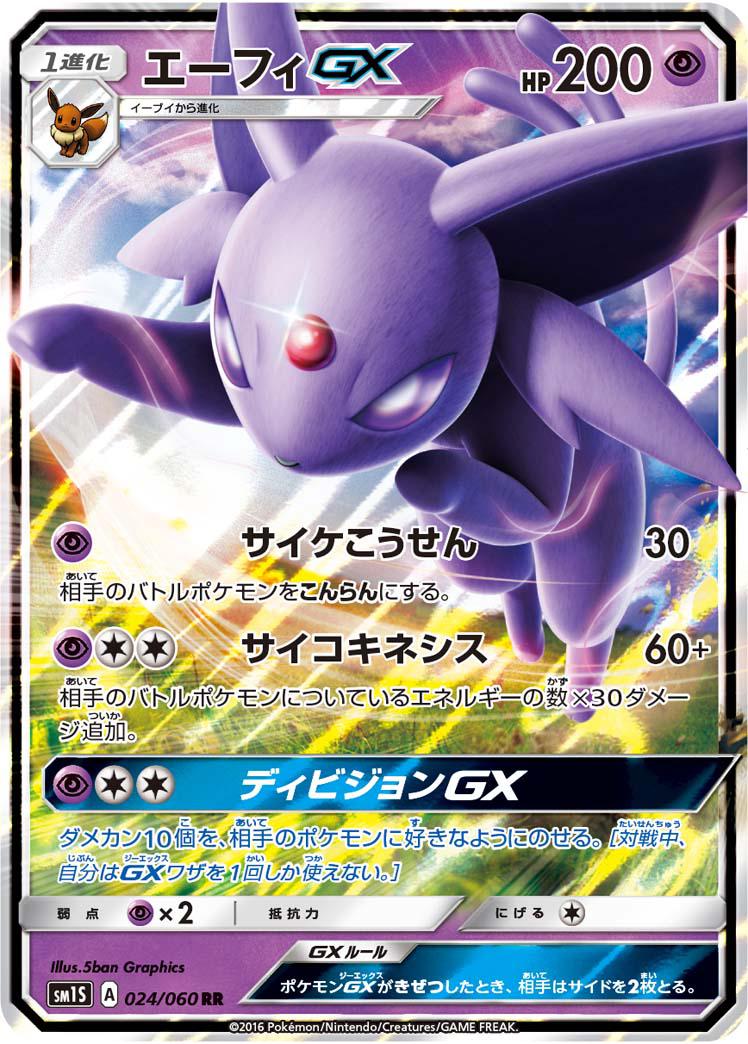 1進化 エーフィGX HP200
イーブイから進化
サイケこうせん 30
相手のバトルポケモンをこんらんにする。
サイコキネシス 60+
相手のバトルポケモンについているエネルギーの数×30ダメー
ジ追加。
ディビジョンGX
ダメカン10個を、相手のポケモンに好きなようにのせる。[対戦中、
自分はGXワザを1回しか使えない。]
弱点 ×2 抵抗力 にげる
Illus.5ban Graphics
GXルール
ポケモンGXがきぜつしたとき、相手はサイドを2枚とる。
SM1S A 024/060 RR
©2016 Pokémon/Nintendo/Creatures/GAME FREAK.